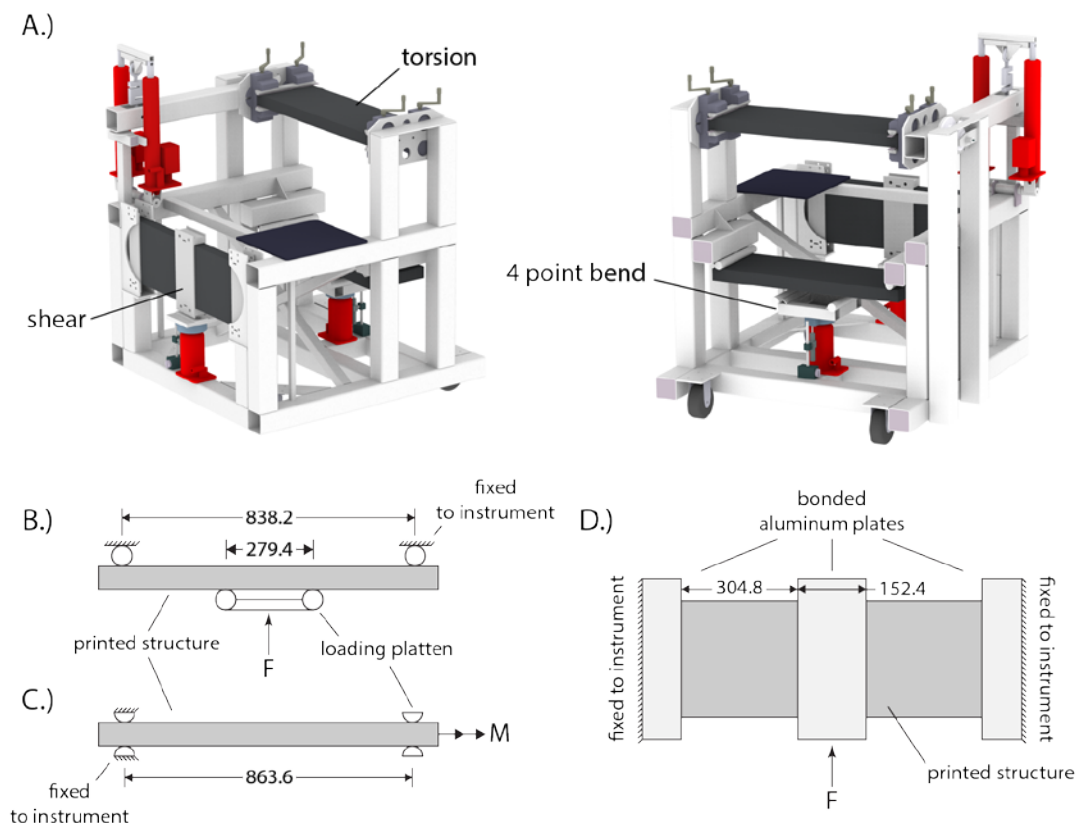 A.)
torsion
shear
4 point bend
B.)
fixed
to instrument
838.2
279.4
printed structure
loading platten
F
C.)
M
863.6
fixed
to instrument
D.)
bonded
aluminum plates
304.8
152.4
fixed to instrument
fixed to instrument
printed structure
F